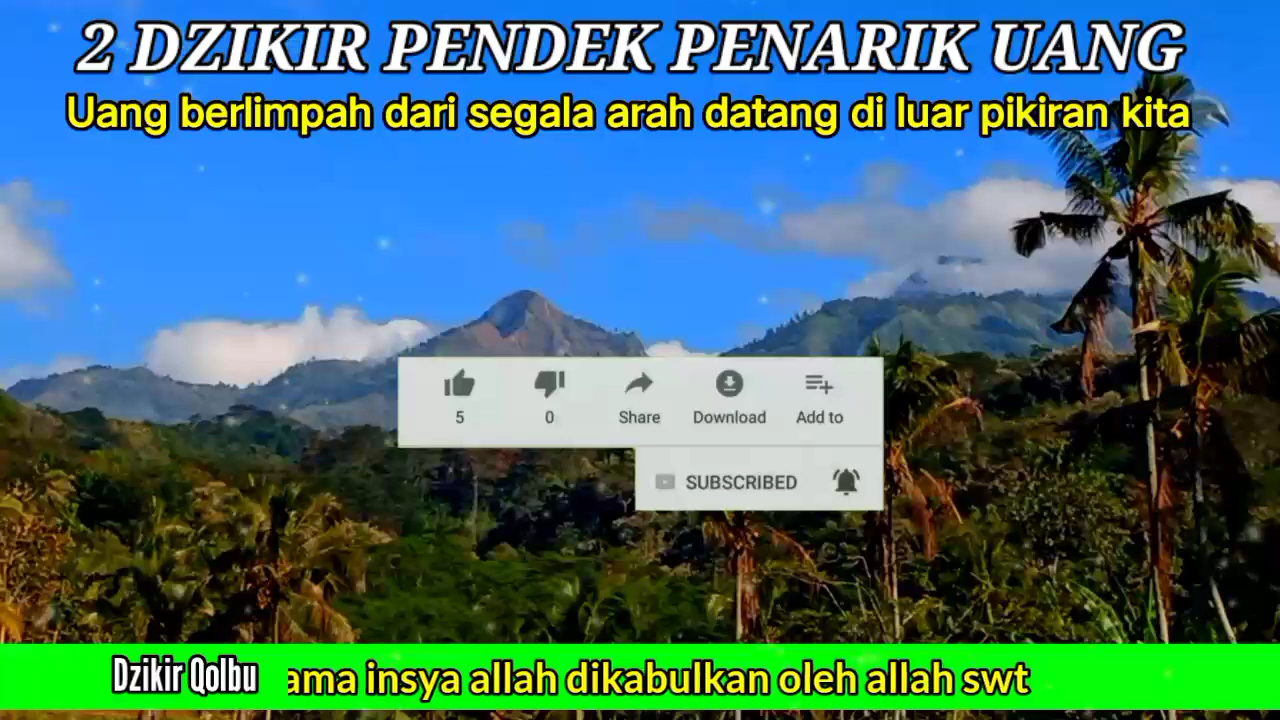 2 DZIKIR PENDEK PENARIK UANG
Uang berlimpah dari segala arah datang di luar pikiran kita
5 0 Share Download Add to
SUBSCRIBED
Dzikir Qolbu
insya allah dikabulkan oleh allah swt